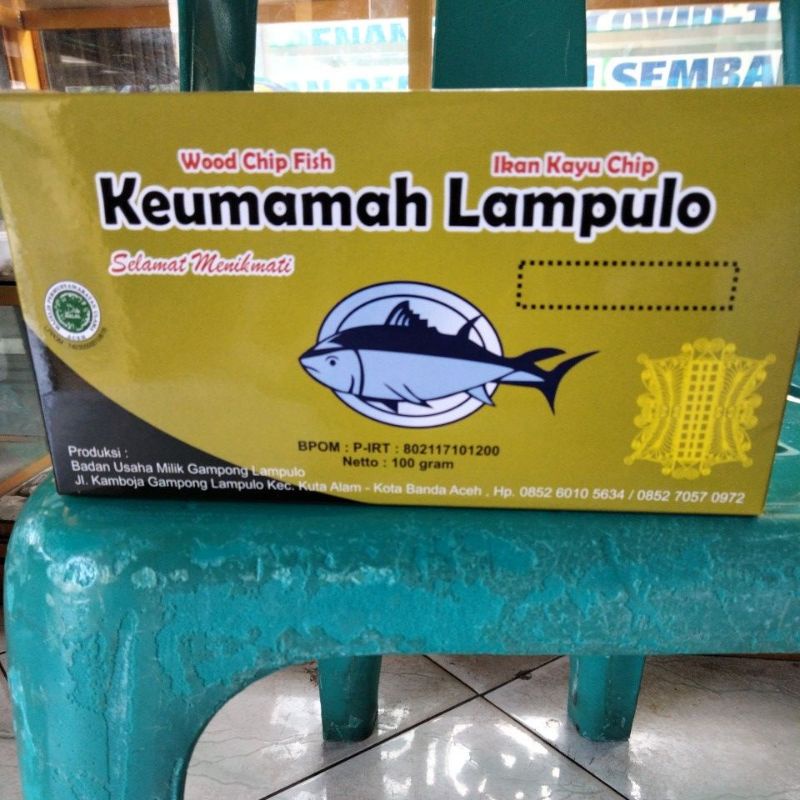 SEMBA
Wood Chip Fish
Ikan Kayu Chip
Keumamah Lampulo
Selamat Menikmati
BPOM : P-IRT : 802117101200
Netto : 100 gram
Produksi :
Badan Usaha Milik Gampong Lampulo
Jl. Kamboja Gampong Lampulo Kec. Kuta Alam - Kota Banda Aceh , Hp. 0852 6010 5634 / 0852 7057 0972